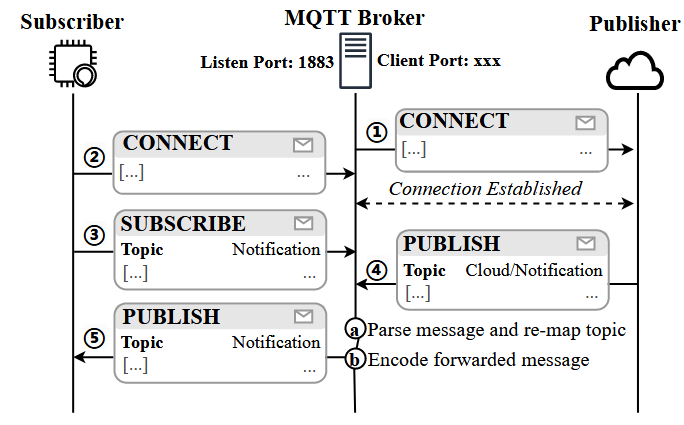 Subscriber
MQTT Broker
Publisher
Listen Port: 1883
Client Port: xxx
① CONNECT
[...] ...
② CONNECT
[...] ...
Connection Established
③ SUBSCRIBE
Topic Notification
[...] ...
④ PUBLISH
Topic Cloud/Notification
[...] ...
a Parse message and re-map topic
b Encode forwarded message
⑤ PUBLISH
Topic Notification
[...] ...